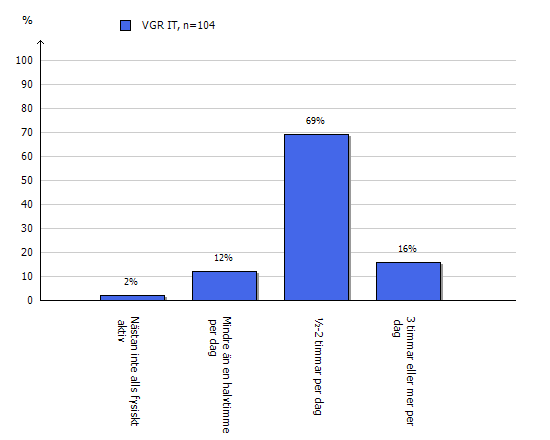 %
VGR IT, n=104
100
90
80
70
60
50
40
30
20
10
0
2%
12%
69%
16%
Nästan inte alls fysiskt
aktiv
Mindre än en halvtimme
per dag
½-2 timmar per dag
3 timmar eller mer per
dag